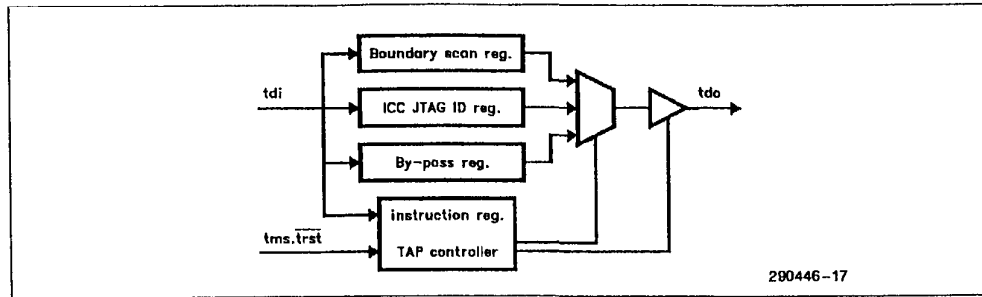 Boundary scan reg.
tdi
ICC JTAG ID reg.
tdo
By-pass reg.
instruction reg.
tms.t̅r̅s̅t̅
TAP controller
290446-17